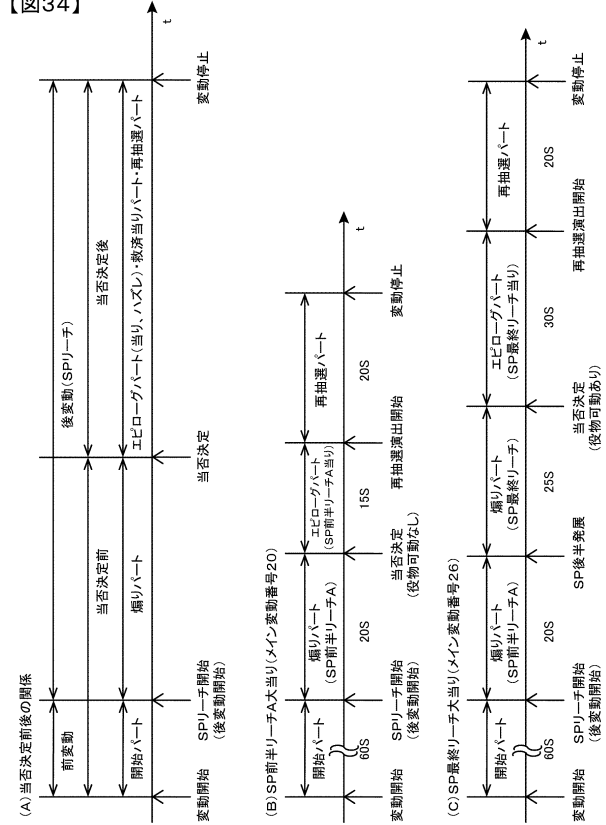 【図34】
(A)当否決定前後の関係
前変動
後変動(SPリーチ)
当否決定前
当否決定後
開始パート
煽りパート
エピローグパート(当り、ハズレ)・救済当りパート・再抽選パート
t
変動開始
SPリーチ開始
(後変動開始)
当否決定
変動停止
(B)SP前半リーチA大当り(メイン変動番号20)
開始パート
煽りパート
(SP前半リーチA)
エピローグパート
(SP前半リーチA当り)
再抽選パート
60S
20S
15S
20S
t
変動開始
SPリーチ開始
(後変動開始)
当否決定
(役物可動なし)
再抽選演出開始
変動停止
(C)SP最終リーチ大当り(メイン変動番号26)
開始パート
煽りパート
(SP前半リーチA)
煽りパート
(SP最終リーチ)
エピローグパート
(SP最終リーチ当り)
再抽選パート
60S
20S
25S
30S
20S
t
変動開始
SPリーチ開始
(後変動開始)
SP後半発展
当否決定
(役物可動あり)
再抽選演出開始
変動停止